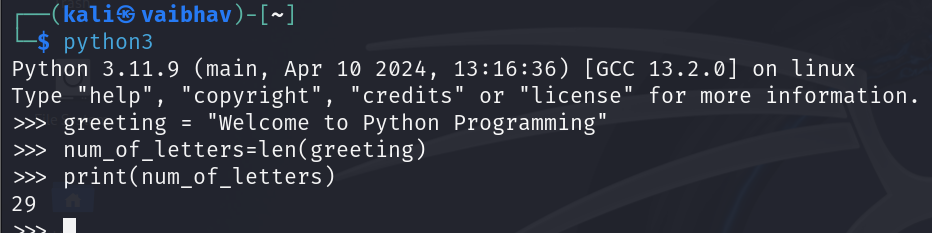 ┌──(kali㉿vaibhav)-[~]
└─$ python3
Python 3.11.9 (main, Apr 10 2024, 13:16:36) [GCC 13.2.0] on linux
Type "help", "copyright", "credits" or "license" for more information.
>>> greeting = "Welcome to Python Programming"
>>> num_of_letters=len(greeting)
>>> print(num_of_letters)
29
>>>